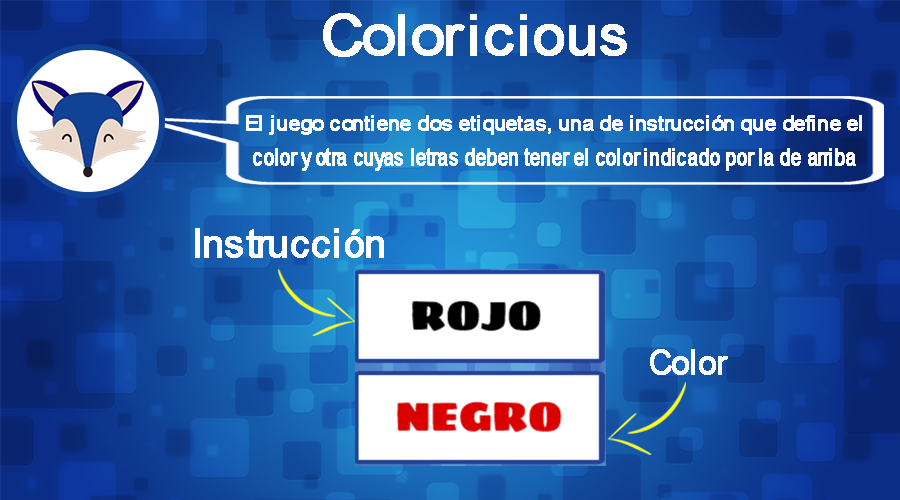 Coloricious
El juego contiene dos etiquetas, una de instrucción que define el
color y otra cuyas letras deben tener el color indicado por la de arriba
Instrucción
ROJO
Color
NEGRO